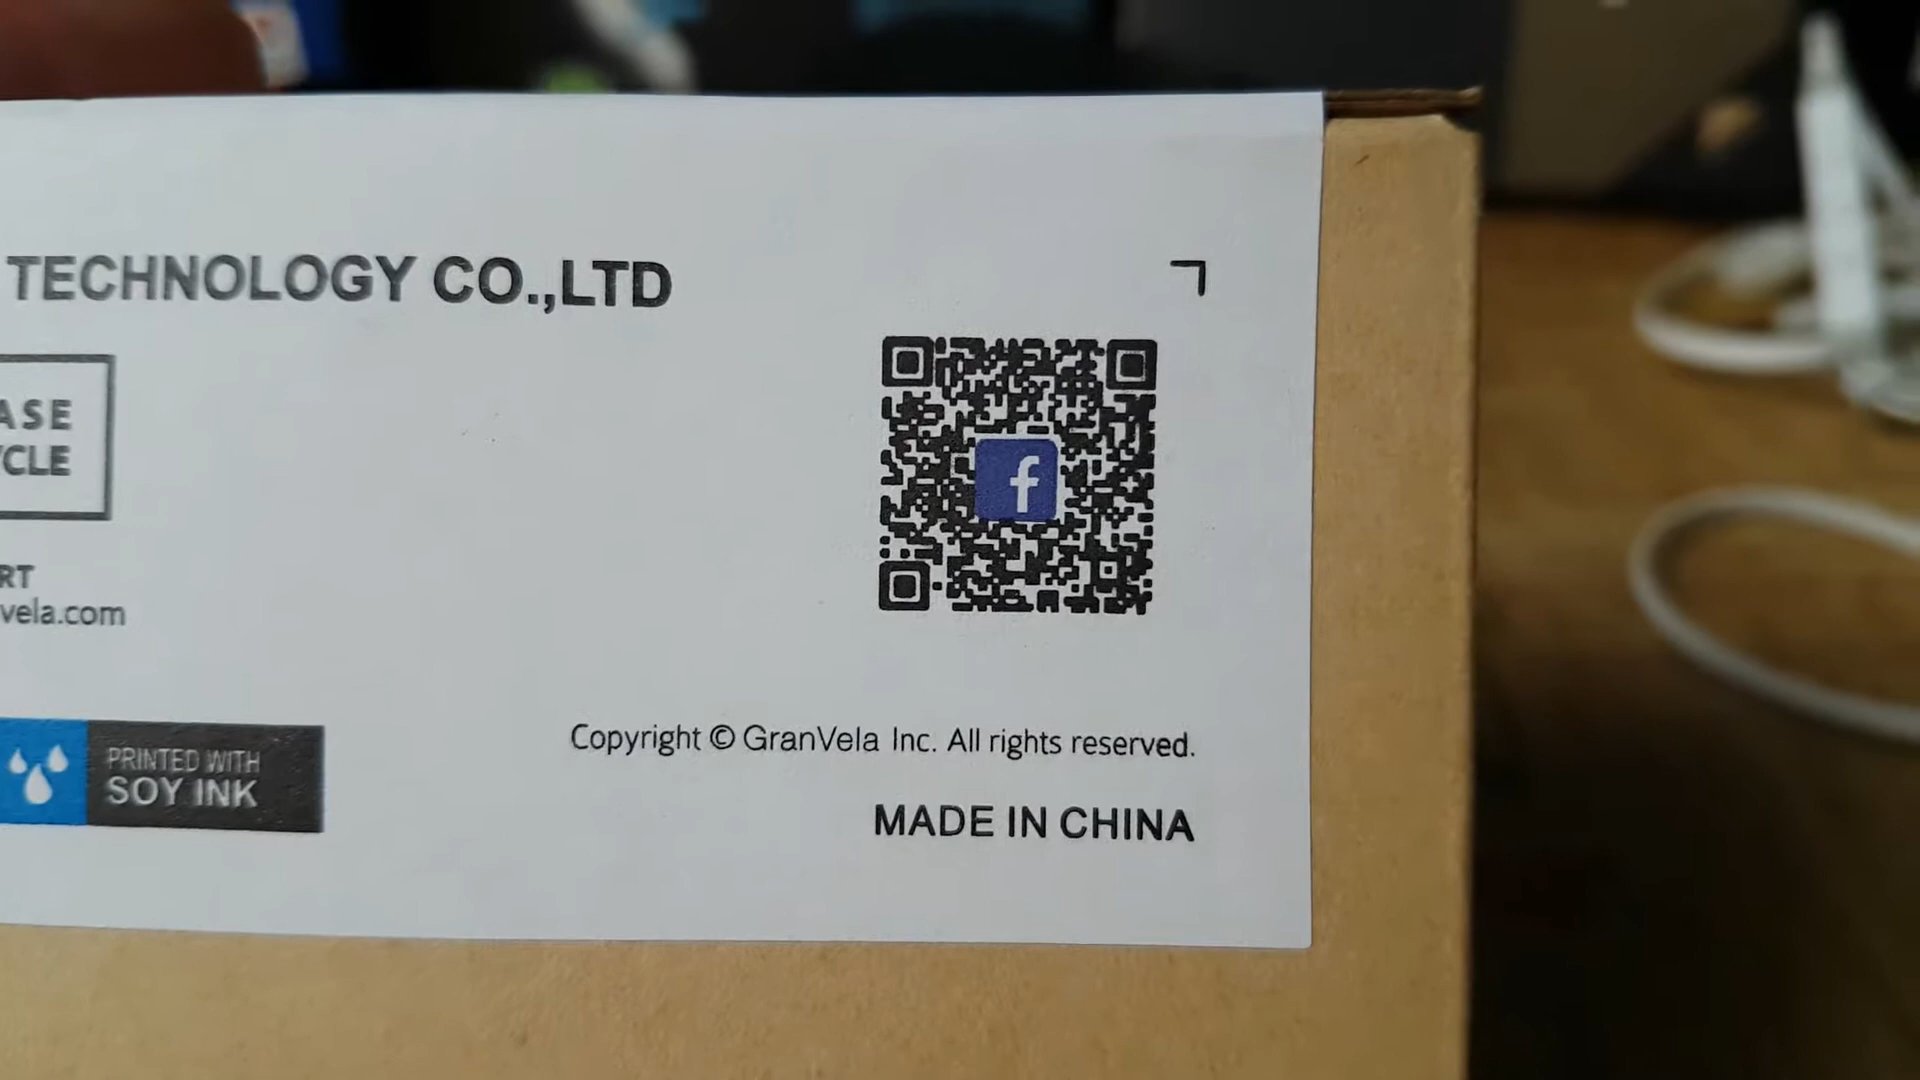 TECHNOLOGY CO.,LTD
ASE
YCLE
RT
vela.com
f
PRINTED WITH
SOY INK
Copyright © GranVela Inc. All rights reserved.
MADE IN CHINA